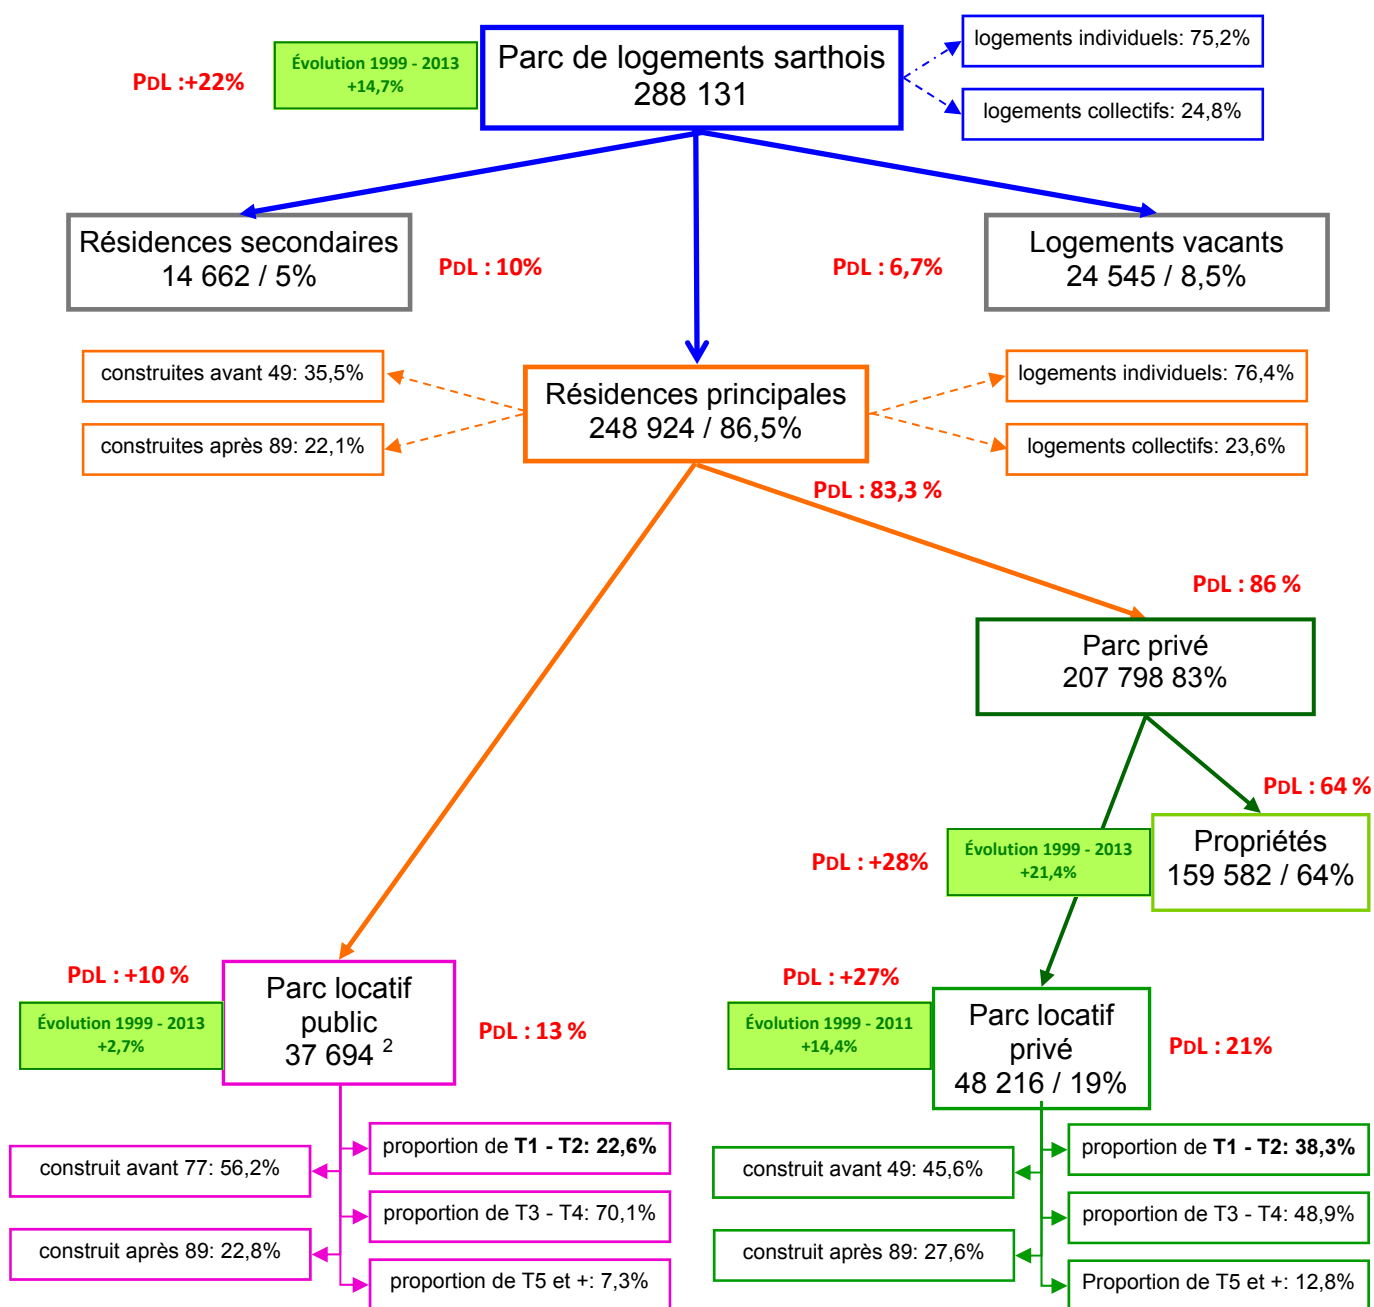 PDL :+22%
Évolution 1999 - 2013
+14,7%
Parc de logements sarthois
288 131
logements individuels: 75,2%
logements collectifs: 24,8%
Résidences secondaires
14 662 / 5%
PDL : 10%
PDL : 6,7%
Logements vacants
24 545 / 8,5%
construites avant 49: 35,5%
construites après 89: 22,1%
Résidences principales
248 924 / 86,5%
logements individuels: 76,4%
logements collectifs: 23,6%
PDL : 83,3 %
PDL : 86 %
Parc privé
207 798 83%
PDL : 64 %
PDL : +28%
Évolution 1999 - 2013
+21,4%
Propriétés
159 582 / 64%
PDL : +10 %
Évolution 1999 - 2013
+2,7%
Parc locatif
public
37 694 ²
PDL : 13 %
PDL : +27%
Évolution 1999 - 2011
+14,4%
Parc locatif
privé
48 216 / 19%
PDL : 21%
construit avant 77: 56,2%
construit après 89: 22,8%
proportion de T1 - T2: 22,6%
proportion de T3 - T4: 70,1%
proportion de T5 et +: 7,3%
construit avant 49: 45,6%
construit après 89: 27,6%
proportion de T1 - T2: 38,3%
proportion de T3 - T4: 48,9%
Proportion de T5 et +: 12,8%